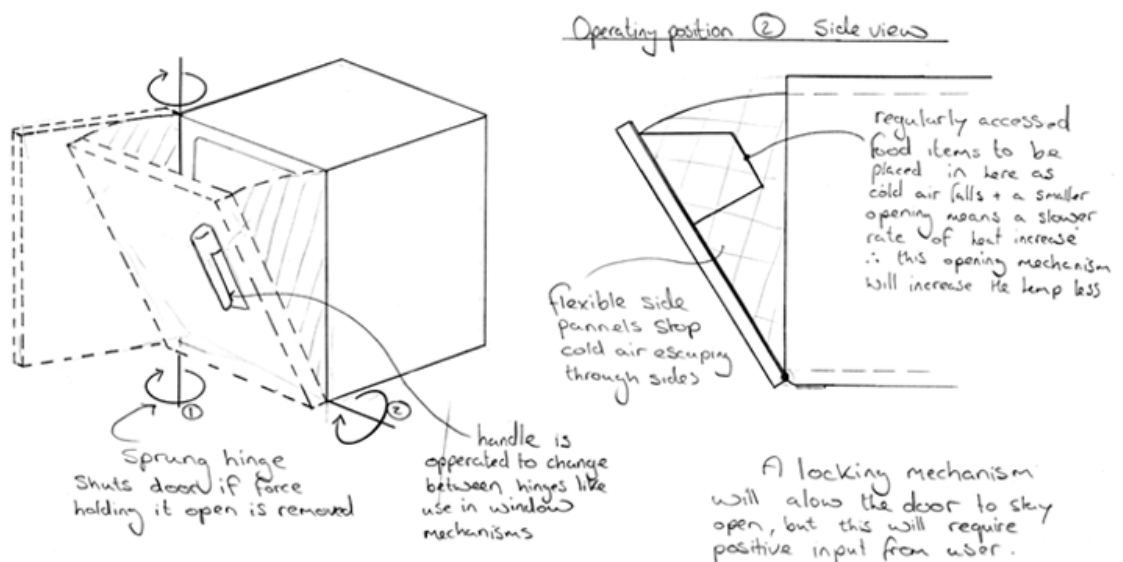 Operating position ② Side view
regularly accessed
food items to be
placed in here as
cold air falls + a smaller
opening means a slower
rate of heat increase
∴ this opening mechanism
will increase the temp less
flexible side
pannels stop
cold air escaping
through sides
①
②
Sprung hinge
Shuts door if force
holding it open is removed
handle is
opperated to change
between hinges like
use in window
mechanisms
A locking mechanism
will alow the door to stay
open, but this will require
positive input from user.